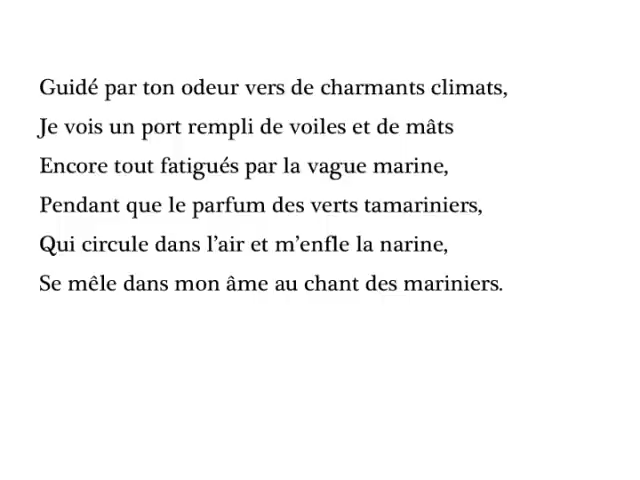 Guidé par ton odeur vers de charmants climats,
Je vois un port rempli de voiles et de mâts
Encore tout fatigués par la vague marine,
Pendant que le parfum des verts tamariniers,
Qui circule dans l’air et m’enfle la narine,
Se mêle dans mon âme au chant des mariniers.